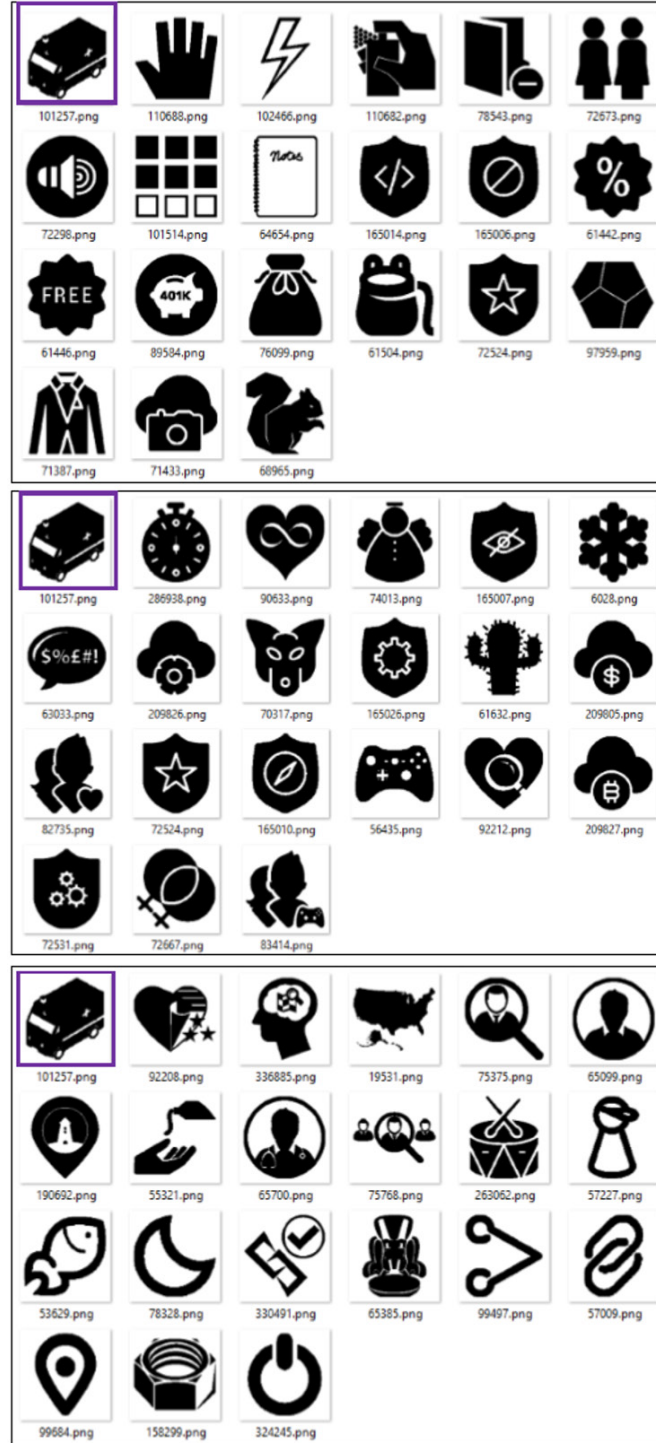 101257.png 110688.png 102466.png 110682.png 78543.png 72673.png
Notes
72298.png 101514.png 64654.png 165014.png 165006.png 61442.png
</> %
FREE 401K
61446.png 89584.png 76099.png 61504.png 72524.png 97959.png
71387.png 71433.png 68965.png
101257.png 286938.png 90633.png 74013.png 165007.png 6028.png
$%£#! $
63033.png 209826.png 70317.png 165026.png 61632.png 209805.png
82735.png 72524.png 165010.png 56435.png 92212.png 209827.png
72531.png 72667.png 83414.png
101257.png 92208.png 336885.png 19531.png 75375.png 65099.png
190692.png 55321.png 65700.png 75768.png 263062.png 57227.png
53629.png 78328.png 330491.png 65385.png 99497.png 57009.png
99684.png 158299.png 324245.png